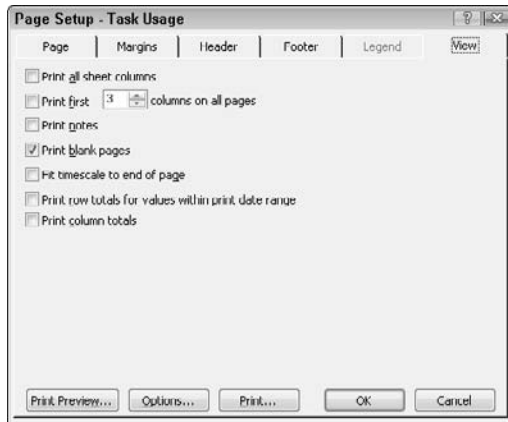 Page Setup - Task Usage
Page Margins Header Footer Legend View
Print all sheet columns
Print first 3 columns on all pages
Print notes
Print blank pages
Fit timescale to end of page
Print row totals for values within print date range
Print column totals
Print Preview... Options... Print... OK Cancel